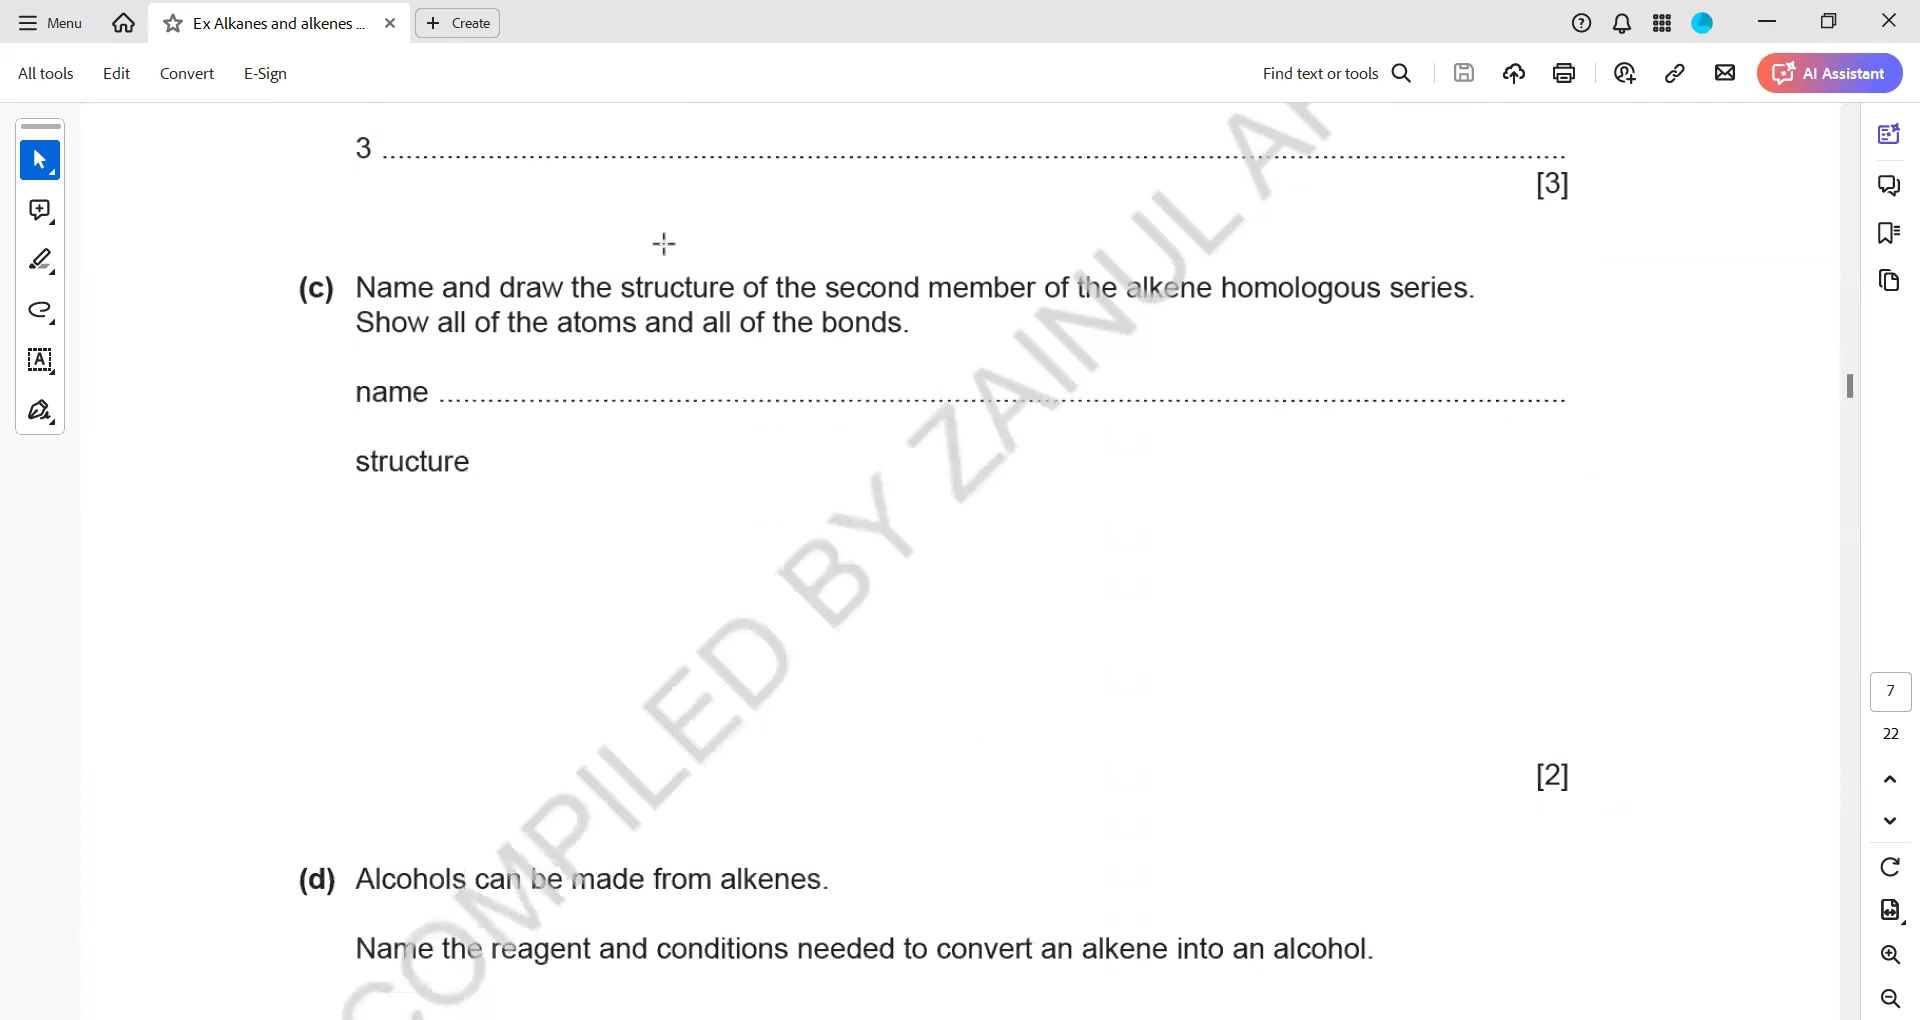 Menu
Ex Alkanes and alkenes ...
Create
All tools
Edit
Convert
E-Sign
Find text or tools
AI Assistant
3 ........................................................................
[3]
(c) Name and draw the structure of the second member of the alkene homologous series.
Show all of the atoms and all of the bonds.
name ........................................................................
structure
[2]
(d) Alcohols can be made from alkenes.
Name the reagent and conditions needed to convert an alkene into an alcohol.
COMPILED BY ZAINUL
7
22